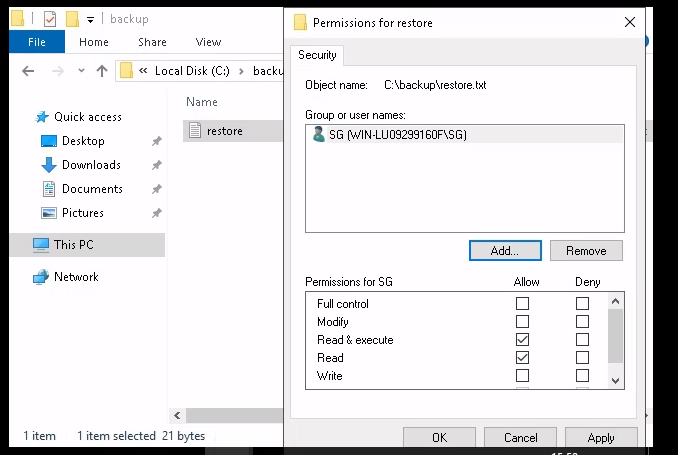 backup
Permissions for restore
File Home Share View
Security
« Local Disk (C:) › backu
Object name: C:\backup\restore.txt
Name
Group or user names:
Quick access
restore
SG (WIN-LU09299160F\SG)
Desktop
Downloads
Documents
Pictures
This PC
Add... Remove
Network
Permissions for SG Allow Deny
Full control
Modify
Read & execute
Read
Write
1 item 1 item selected 21 bytes
OK Cancel Apply